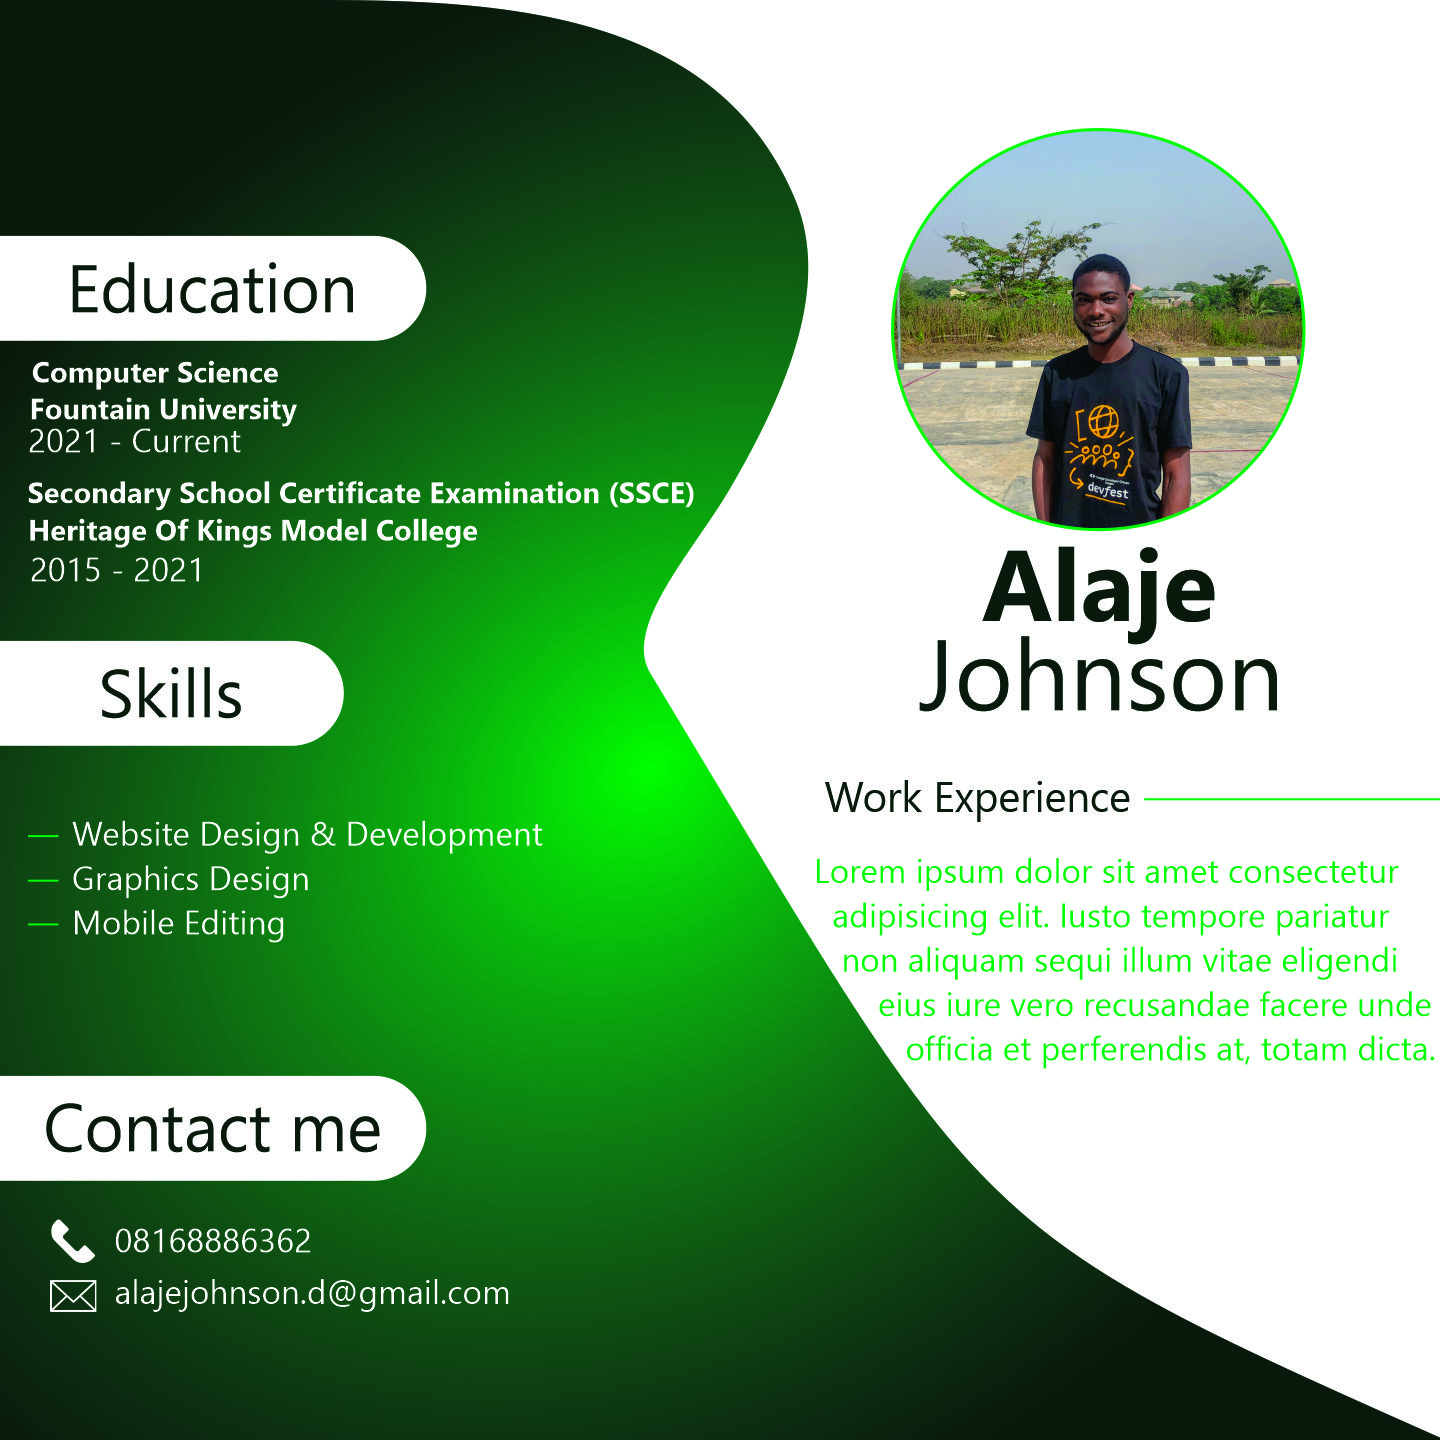 Education
Computer Science
Fountain University
2021 - Current
Secondary School Certificate Examination (SSCE)
Heritage Of Kings Model College
2015 - 2021
Skills
Website Design & Development
Graphics Design
Mobile Editing
Contact me
08168886362
alajejohnson.d@gmail.com
devfest
Alaje
Johnson
Work Experience
Lorem ipsum dolor sit amet consectetur
adipisicing elit. Iusto tempore pariatur
non aliquam sequi illum vitae eligendi
eius iure vero recusandae facere unde
officia et perferendis at, totam dicta.